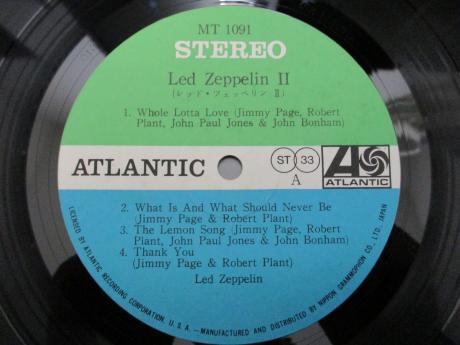 MT 1091
STEREO
Led Zeppelin II
(レッド・ツェッペリン II)
1. Whole Lotta Love (Jimmy Page, Robert
Plant, John Paul Jones & John Bonham)
ATLANTIC
ST 33
A
ATLANTIC
2. What Is And What Should Never Be
(Jimmy Page & Robert Plant)
3. The Lemon Song (Jimmy Page, Robert
Plant, John Paul Jones & John Bonham)
4. Thank You
(Jimmy Page & Robert Plant)
Led Zeppelin
LICENSED BY ATLANTIC RECORDING CORPORATION, U.S.A.—MANUFACTURED AND DISTRIBUTED BY NIPPON GRAMMOPHON CO., LTD., JAPAN